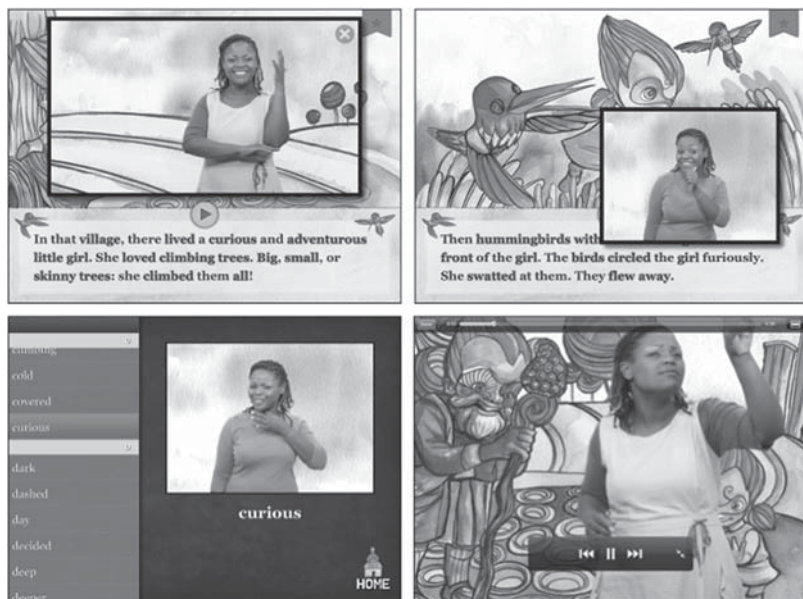 In that village, there lived a curious and adventurous
little girl. She loved climbing trees. Big, small, or
skinny trees: she climbed them all!
Then hummingbirds with
front of the girl. The birds circled the girl furiously.
She swatted at them. They flew away.
climbing
cold
covered
curious
dark
dashed
day
decided
deep
deeper
curious
HOME